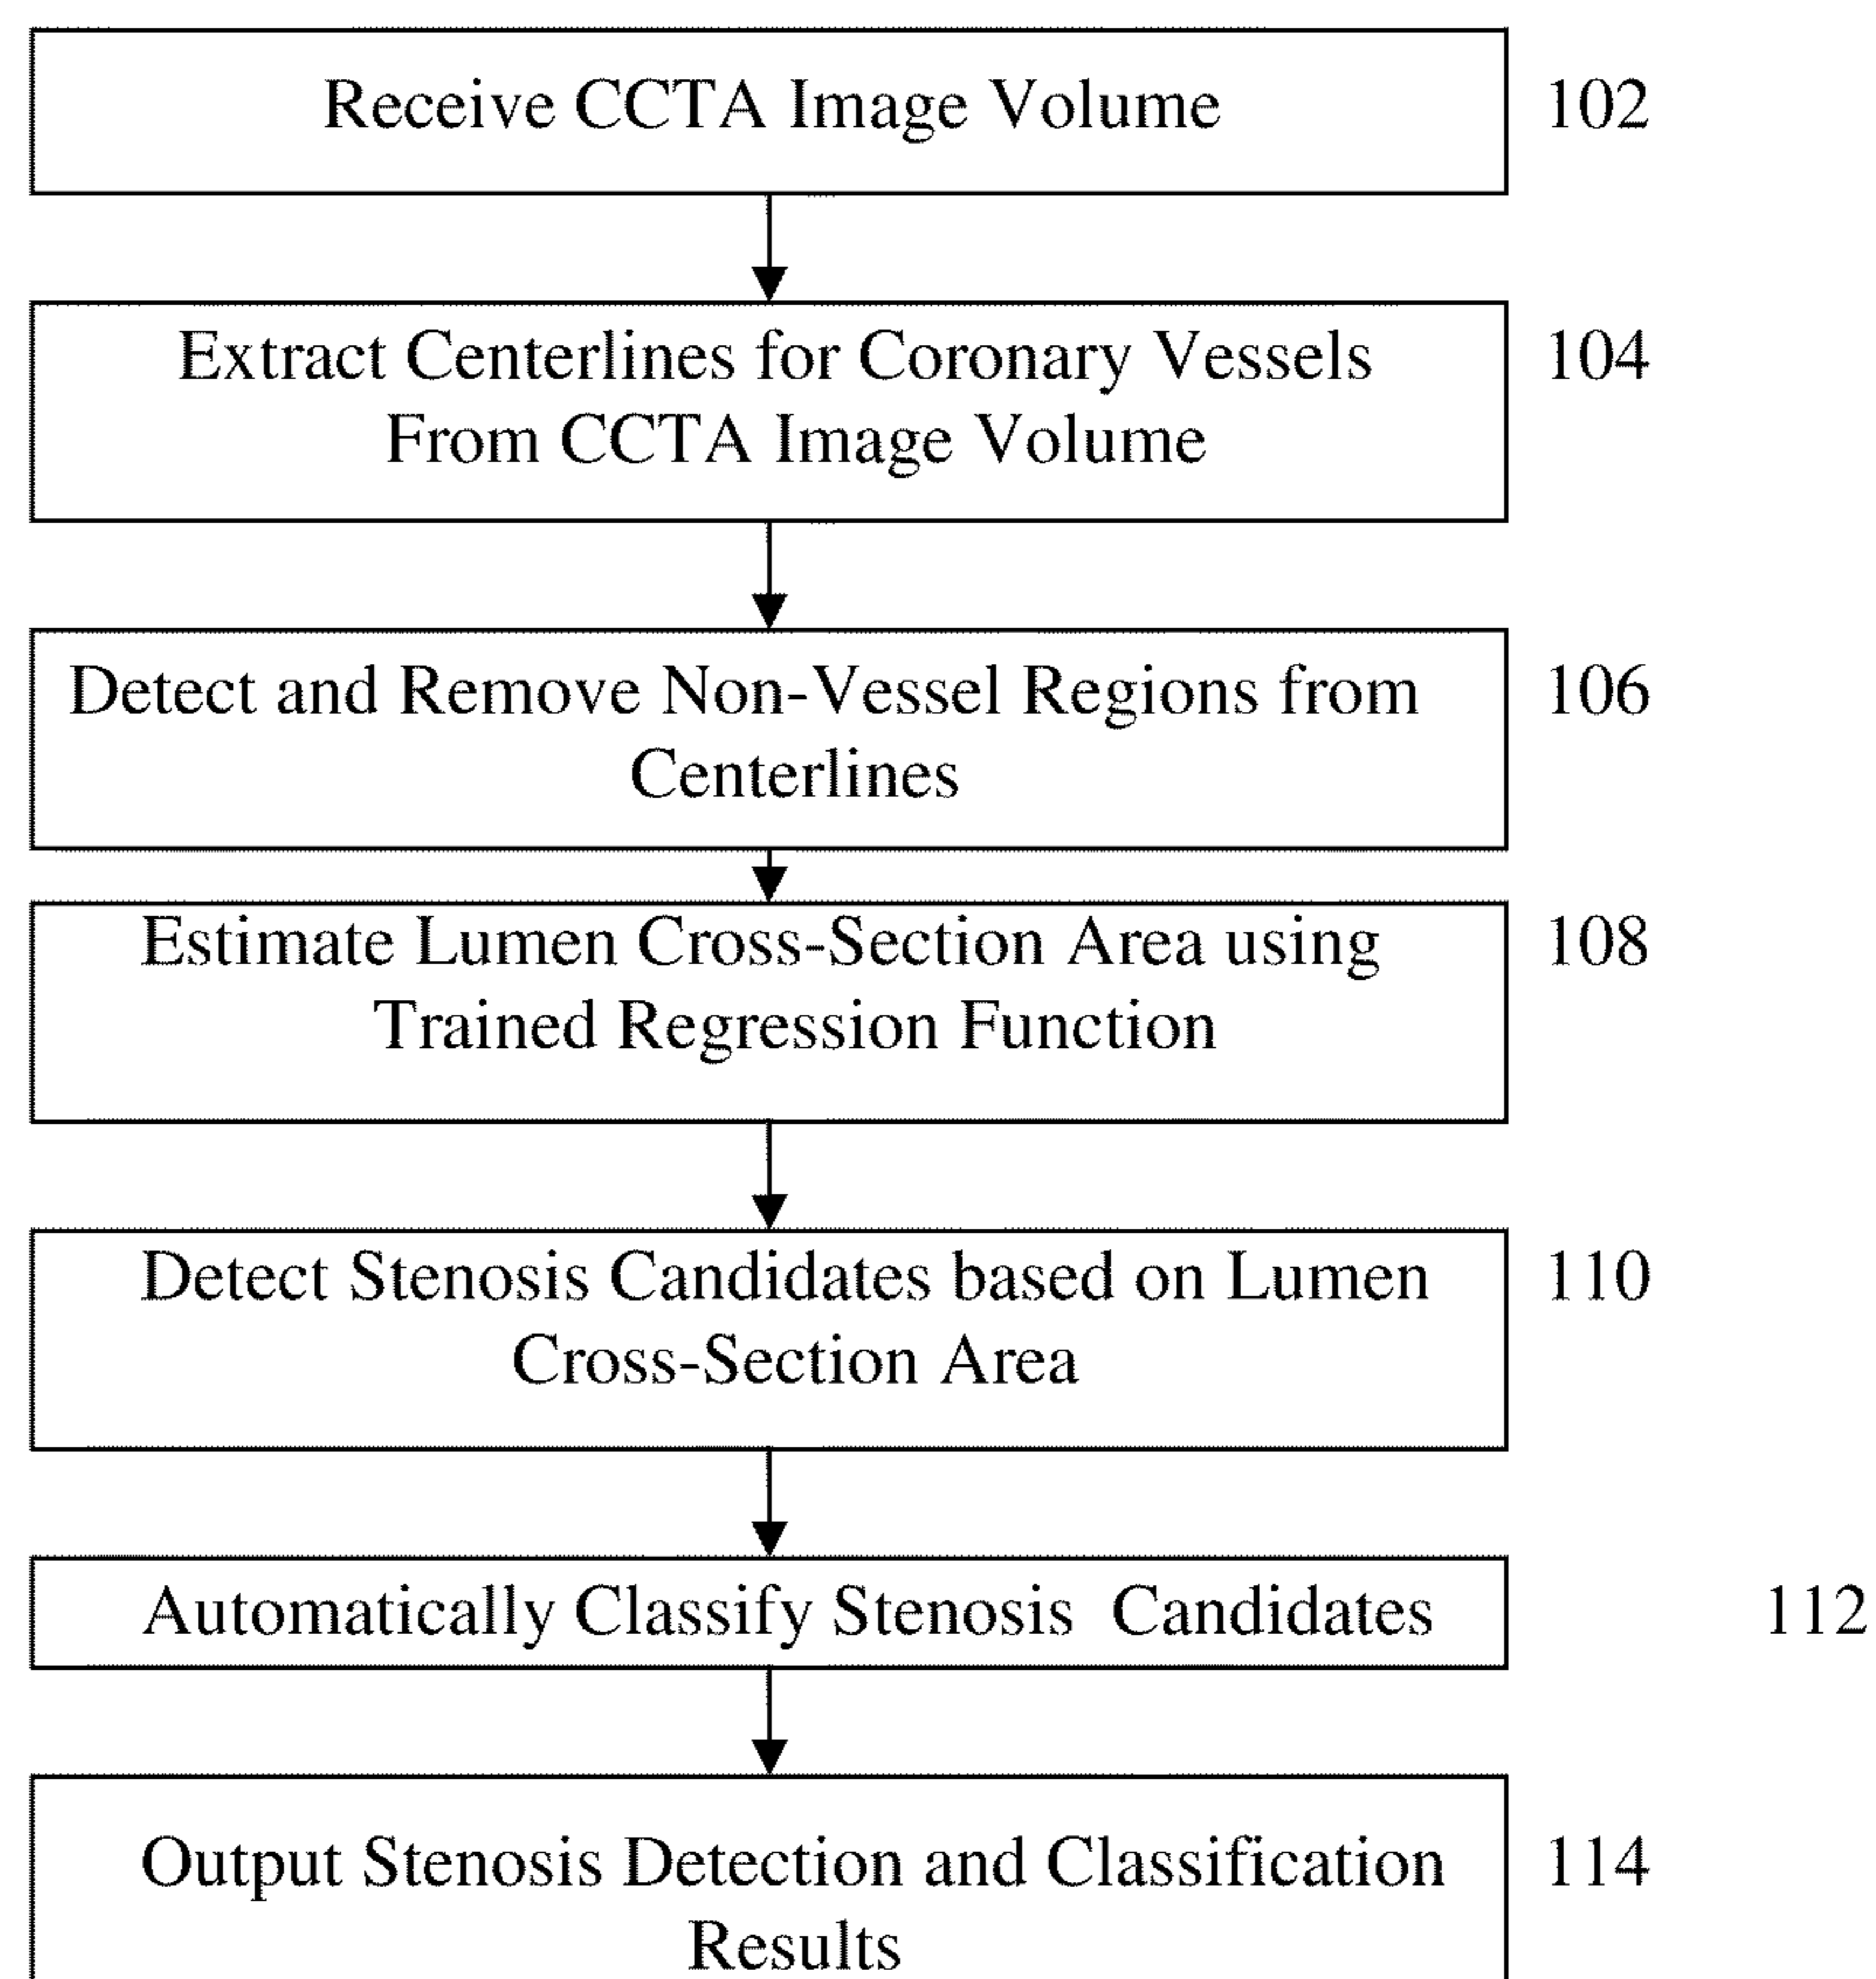 Receive CCTA Image Volume 102
Extract Centerlines for Coronary Vessels 104
From CCTA Image Volume
Detect and Remove Non-Vessel Regions from 106
Centerlines
Estimate Lumen Cross-Section Area using 108
Trained Regression Function
Detect Stenosis Candidates based on Lumen 110
Cross-Section Area
Automatically Classify Stenosis Candidates 112
Output Stenosis Detection and Classification 114
Results